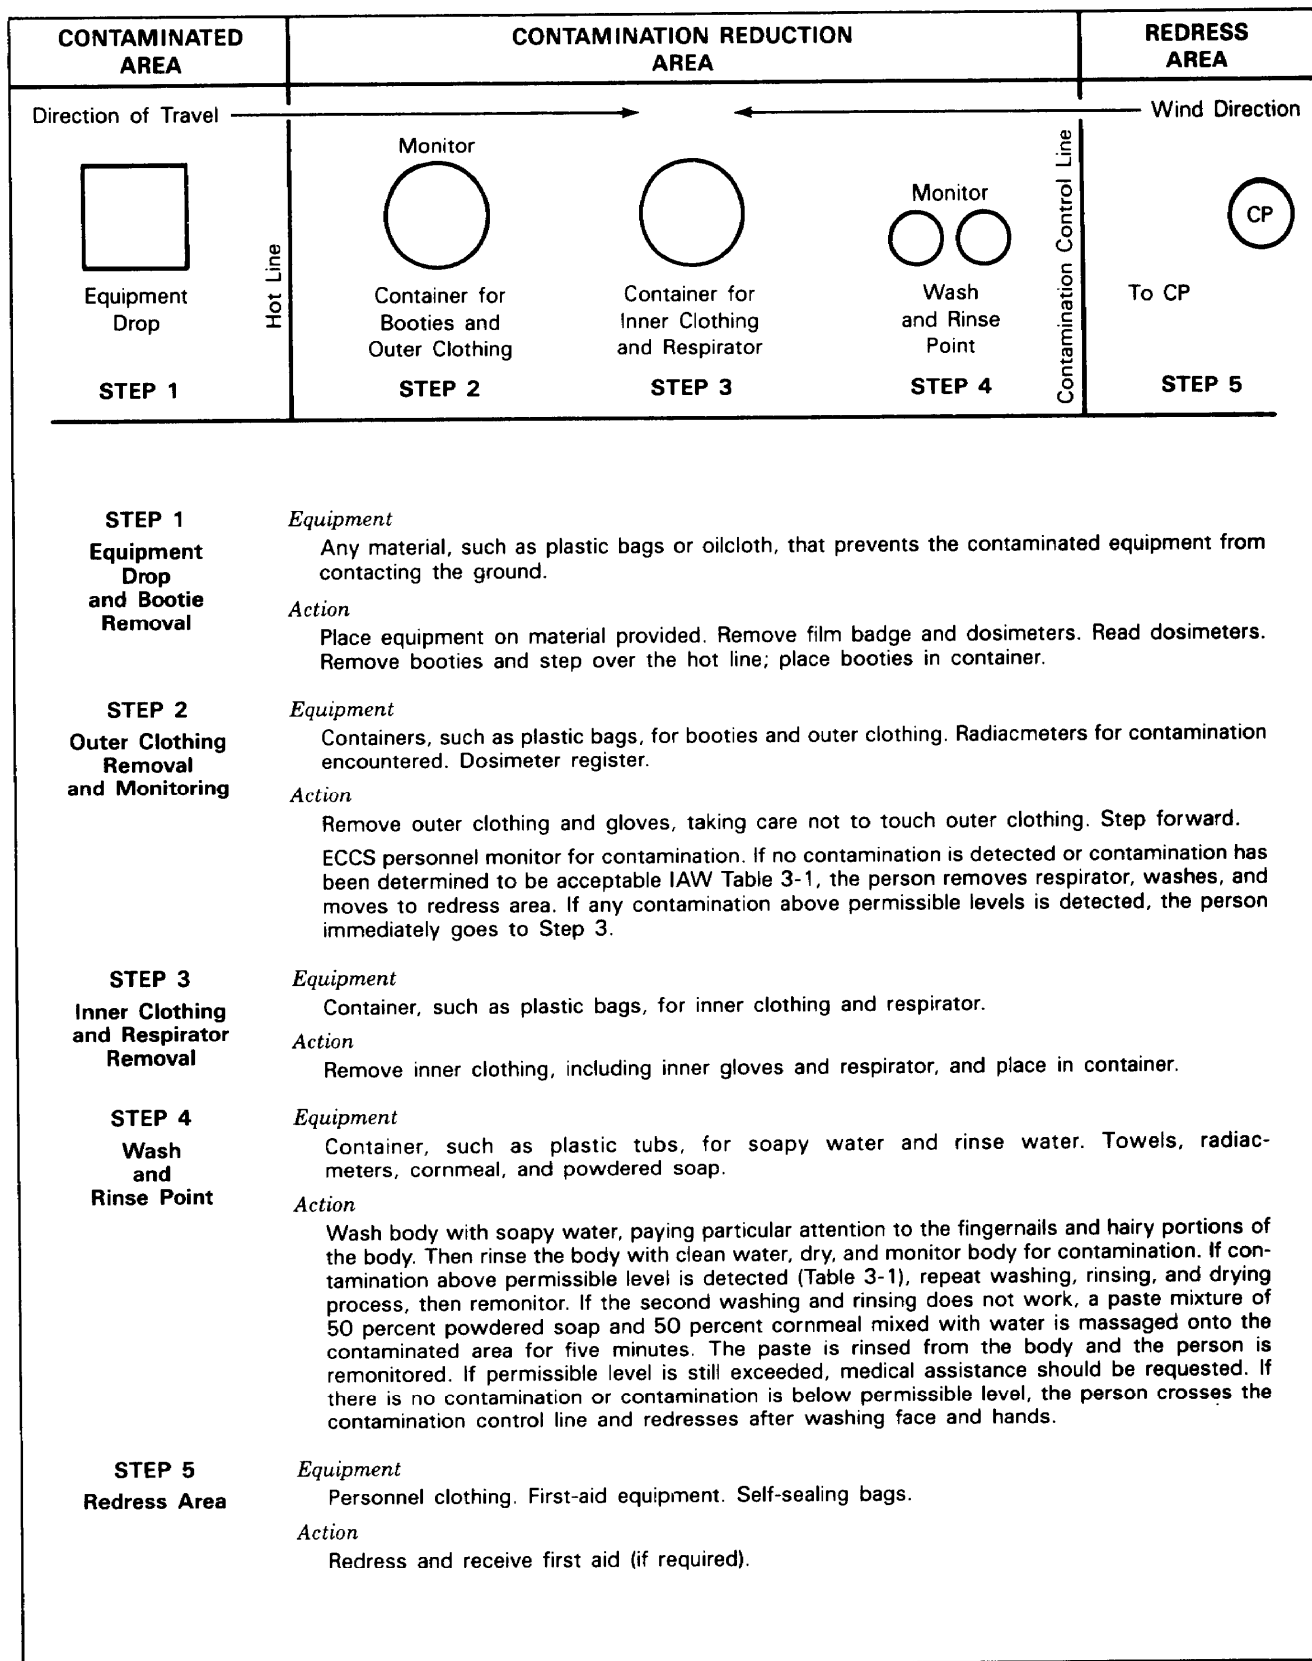 CONTAMINATED
AREA
CONTAMINATION REDUCTION
AREA
REDRESS
AREA
Direction of Travel
Wind Direction
Equipment
Drop
STEP 1
Hot Line
Monitor
Container for
Booties and
Outer Clothing
STEP 2
Container for
Inner Clothing
and Respirator
STEP 3
Monitor
Wash
and Rinse
Point
STEP 4
Contamination Control Line
CP
To CP
STEP 5
STEP 1
Equipment
Drop
and Bootie
Removal
Equipment
Any material, such as plastic bags or oilcloth, that prevents the contaminated equipment from
contacting the ground.
Action
Place equipment on material provided. Remove film badge and dosimeters. Read dosimeters.
Remove booties and step over the hot line; place booties in container.
STEP 2
Outer Clothing
Removal
and Monitoring
Equipment
Containers, such as plastic bags, for booties and outer clothing. Radiacmeters for contamination
encountered. Dosimeter register.
Action
Remove outer clothing and gloves, taking care not to touch outer clothing. Step forward.
ECCS personnel monitor for contamination. If no contamination is detected or contamination has
been determined to be acceptable IAW Table 3-1, the person removes respirator, washes, and
moves to redress area. If any contamination above permissible levels is detected, the person
immediately goes to Step 3.
STEP 3
Inner Clothing
and Respirator
Removal
Equipment
Container, such as plastic bags, for inner clothing and respirator.
Action
Remove inner clothing, including inner gloves and respirator, and place in container.
STEP 4
Wash
and
Rinse Point
Equipment
Container, such as plastic tubs, for soapy water and rinse water. Towels, radiac-
meters, cornmeal, and powdered soap.
Action
Wash body with soapy water, paying particular attention to the fingernails and hairy portions of
the body. Then rinse the body with clean water, dry, and monitor body for contamination. If con-
tamination above permissible level is detected (Table 3-1), repeat washing, rinsing, and drying
process, then remonitor. If the second washing and rinsing does not work, a paste mixture of
50 percent powdered soap and 50 percent cornmeal mixed with water is massaged onto the
contaminated area for five minutes. The paste is rinsed from the body and the person is
remonitored. If permissible level is still exceeded, medical assistance should be requested. If
there is no contamination or contamination is below permissible level, the person crosses the
contamination control line and redresses after washing face and hands.
STEP 5
Redress Area
Equipment
Personnel clothing. First-aid equipment. Self-sealing bags.
Action
Redress and receive first aid (if required).